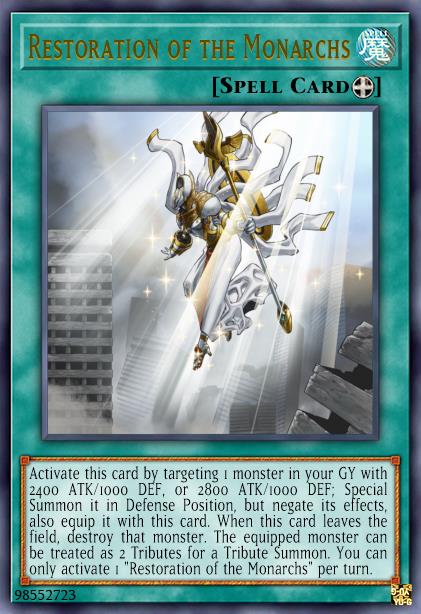 RESTORATION OF THE MONARCHS
SPELL
魔
[SPELL CARD]
Activate this card by targeting 1 monster in your GY with
2400 ATK/1000 DEF, or 2800 ATK/1000 DEF; Special
Summon it in Defense Position, but negate its effects,
also equip it with this card. When this card leaves the
field, destroy that monster. The equipped monster can
be treated as 2 Tributes for a Tribute Summon. You can
only activate 1 "Restoration of the Monarchs" per turn.
98552723